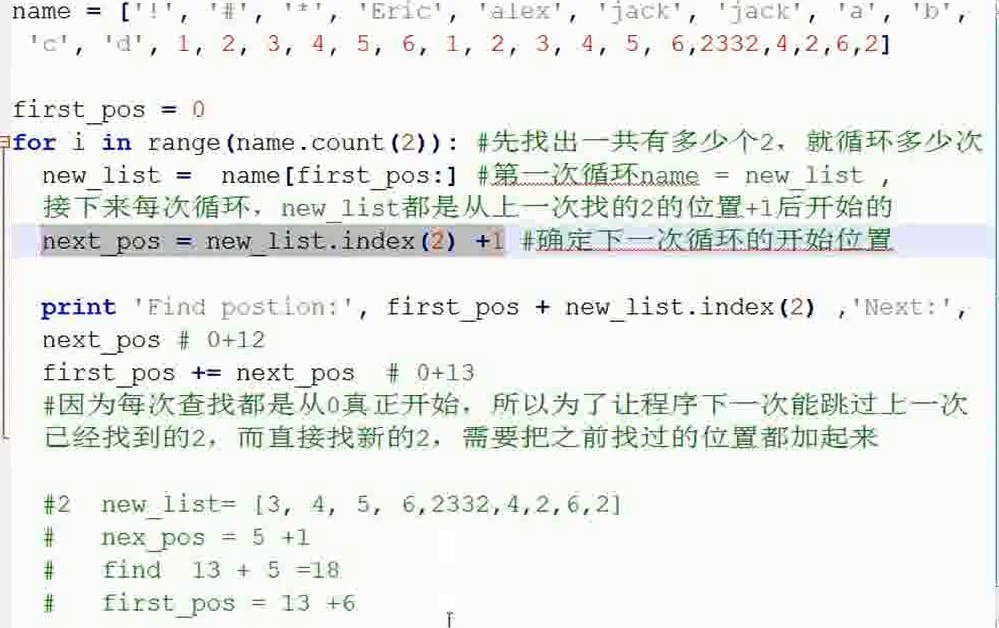 name = ['!', '#', '*', 'Eric', 'alex', 'jack', 'jack', 'a', 'b',
'c', 'd', 1, 2, 3, 4, 5, 6, 1, 2, 3, 4, 5, 6,2332,4,2,6,2]
first_pos = 0
for i in range(name.count(2)): #先找出一共有多少个2，就循环多少次
new_list =  name[first_pos:] #第一次循环name = new_list ,
接下来每次循环，new_list都是从上一次找的2的位置+1后开始的
next_pos = new_list.index(2) +1 #确定下一次循环的开始位置
print 'Find postion:', first_pos + new_list.index(2) ,'Next:',
next_pos # 0+12
first_pos += next_pos  # 0+13
#因为每次查找都是从0真正开始，所以为了让程序下一次能跳过上一次
已经找到的2，而直接找新的2，需要把之前找过的位置都加起来
#2  new_list= [3, 4, 5, 6,2332,4,2,6,2]
#   nex_pos = 5 +1
#   find  13 + 5 =18
#   first_pos = 13 +6